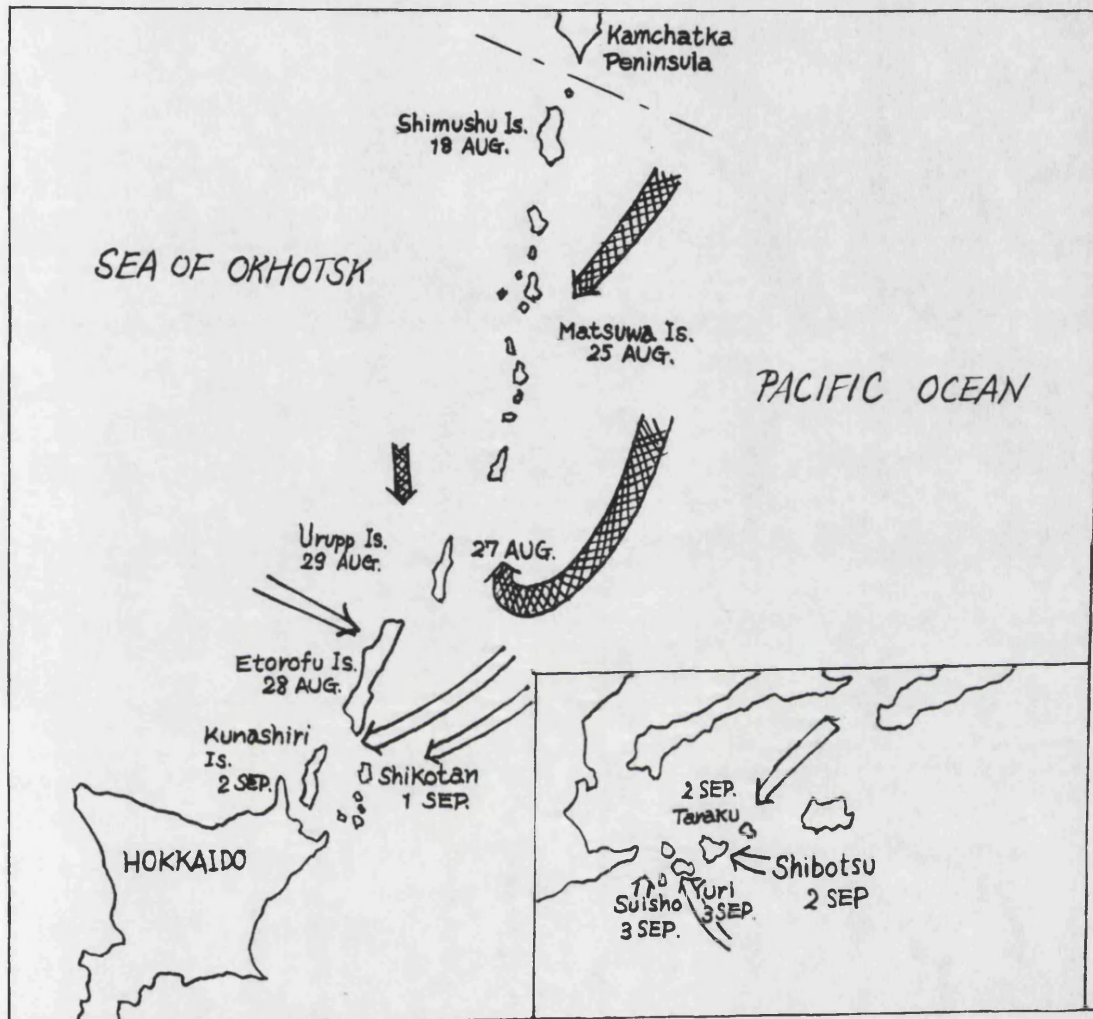 Kamchatka
Peninsula
Shimushu Is.
18 AUG.
SEA OF OKHOTSK
Matsuwa Is.
25 AUG.
PACIFIC OCEAN
Urupp Is.
29 AUG.
27 AUG.
Etorofu Is.
28 AUG.
Kunashiri
Is.
2 SEP.
Shikotan
1 SEP.
HOKKAIDO
2 SEP.
Taraku
Shibotsu
2 SEP
Suisho
3 SEP.
Yuri
3 SEP.